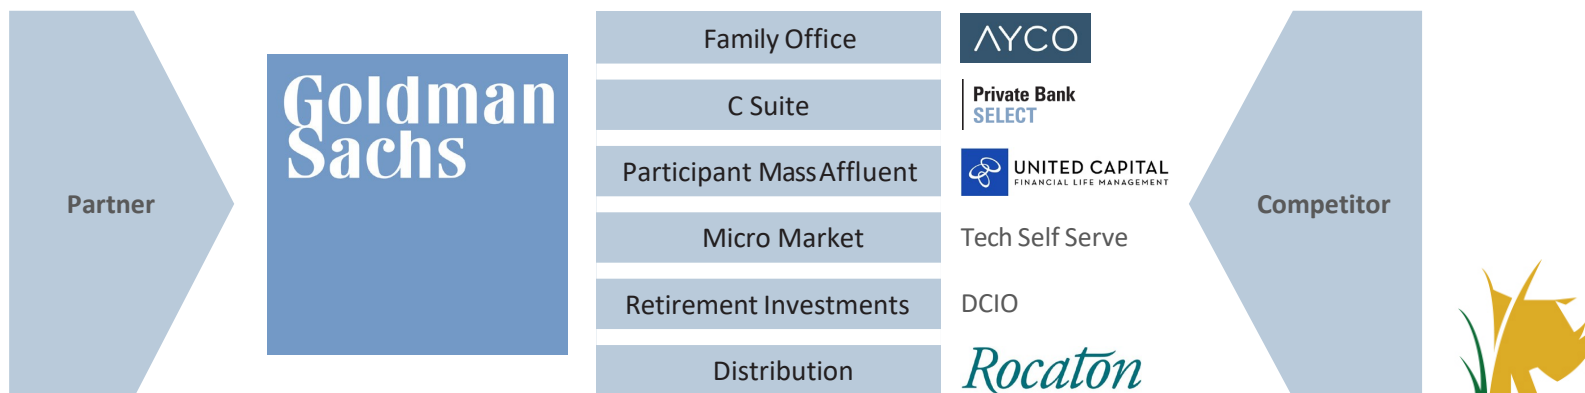 Partner
Goldman
Sachs
Family Office
AYCO
C Suite
Private Bank
SELECT
Participant Mass Affluent
UNITED CAPITAL
FINANCIAL LIFE MANAGEMENT
Micro Market
Tech Self Serve
Retirement Investments
DCIO
Distribution
Rocaton
Competitor